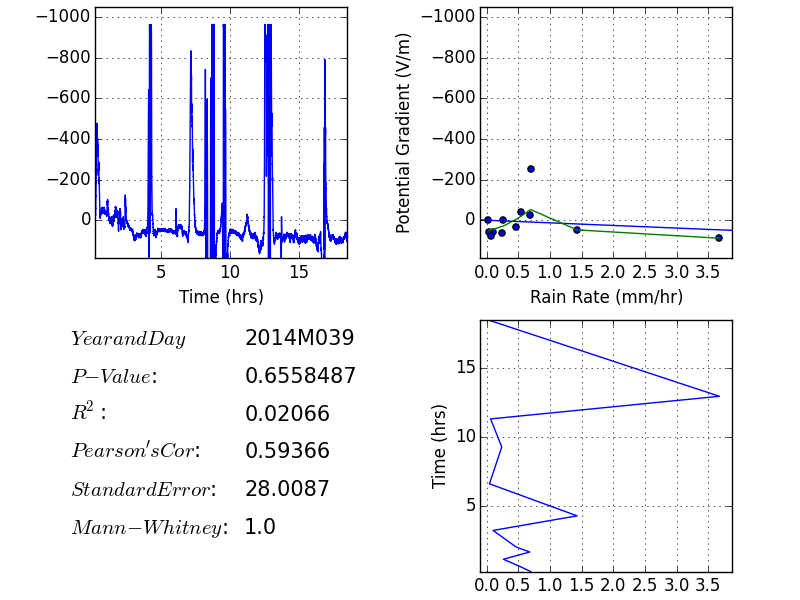 −1000
−800
−600
−400
−200
0
5 10 15
Time (hrs)
Potential Gradient (V/m)
−1000
−800
−600
−400
−200
0
0.0 0.5 1.0 1.5 2.0 2.5 3.0 3.5
Rain Rate (mm/hr)
YearandDay 2014M039
P−Value: 0.6558487
R²: 0.02066
Pearson'sCor: 0.59366
StandardError: 28.0087
Mann−Whitney: 1.0
Time (hrs)
15
10
5
0.0 0.5 1.0 1.5 2.0 2.5 3.0 3.5